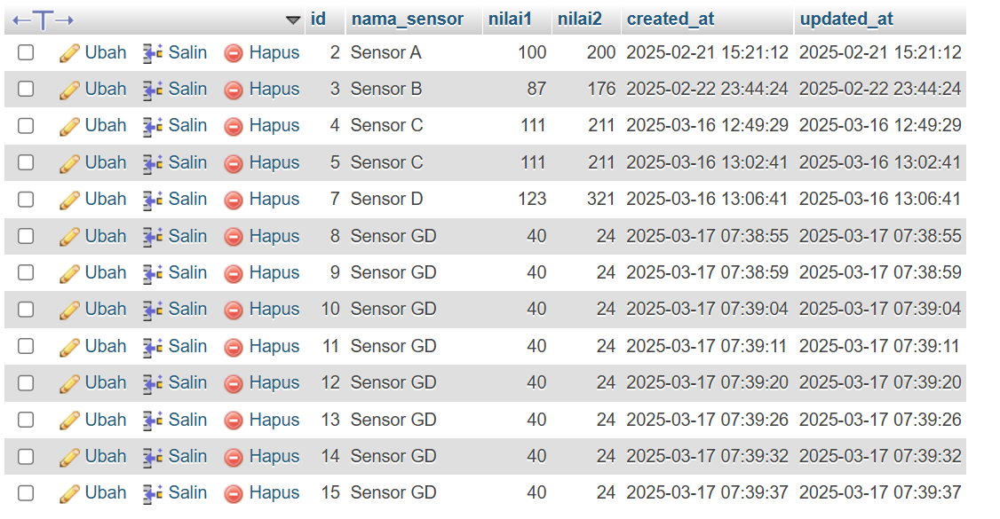 id nama_sensor nilai1 nilai2 created_at updated_at
Ubah Salin Hapus 2 Sensor A 100 200 2025-02-21 15:21:12 2025-02-21 15:21:12
Ubah Salin Hapus 3 Sensor B 87 176 2025-02-22 23:44:24 2025-02-22 23:44:24
Ubah Salin Hapus 4 Sensor C 111 211 2025-03-16 12:49:29 2025-03-16 12:49:29
Ubah Salin Hapus 5 Sensor C 111 211 2025-03-16 13:02:41 2025-03-16 13:02:41
Ubah Salin Hapus 7 Sensor D 123 321 2025-03-16 13:06:41 2025-03-16 13:06:41
Ubah Salin Hapus 8 Sensor GD 40 24 2025-03-17 07:38:55 2025-03-17 07:38:55
Ubah Salin Hapus 9 Sensor GD 40 24 2025-03-17 07:38:59 2025-03-17 07:38:59
Ubah Salin Hapus 10 Sensor GD 40 24 2025-03-17 07:39:04 2025-03-17 07:39:04
Ubah Salin Hapus 11 Sensor GD 40 24 2025-03-17 07:39:11 2025-03-17 07:39:11
Ubah Salin Hapus 12 Sensor GD 40 24 2025-03-17 07:39:20 2025-03-17 07:39:20
Ubah Salin Hapus 13 Sensor GD 40 24 2025-03-17 07:39:26 2025-03-17 07:39:26
Ubah Salin Hapus 14 Sensor GD 40 24 2025-03-17 07:39:32 2025-03-17 07:39:32
Ubah Salin Hapus 15 Sensor GD 40 24 2025-03-17 07:39:37 2025-03-17 07:39:37